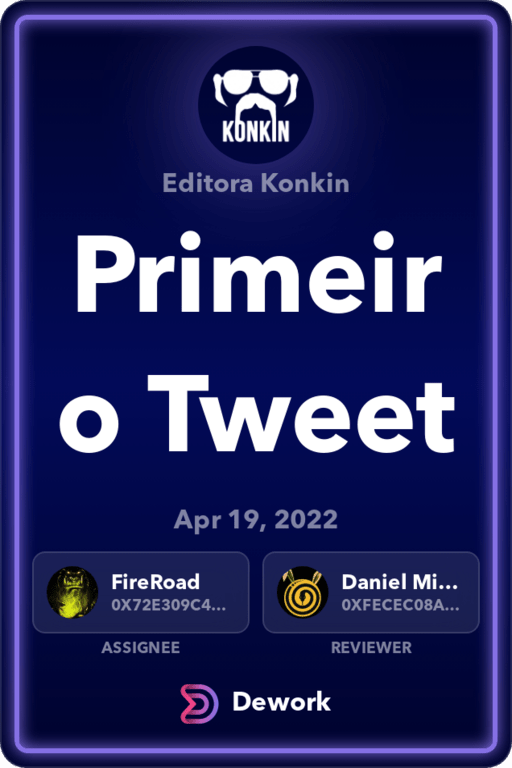 KONKIN
Editora Konkin
Primeir
o Tweet
Apr 19, 2022
FireRoad
0X72E309C4...
Daniel Mi...
0XFECEC08A...
ASSIGNEE
REVIEWER
Dework